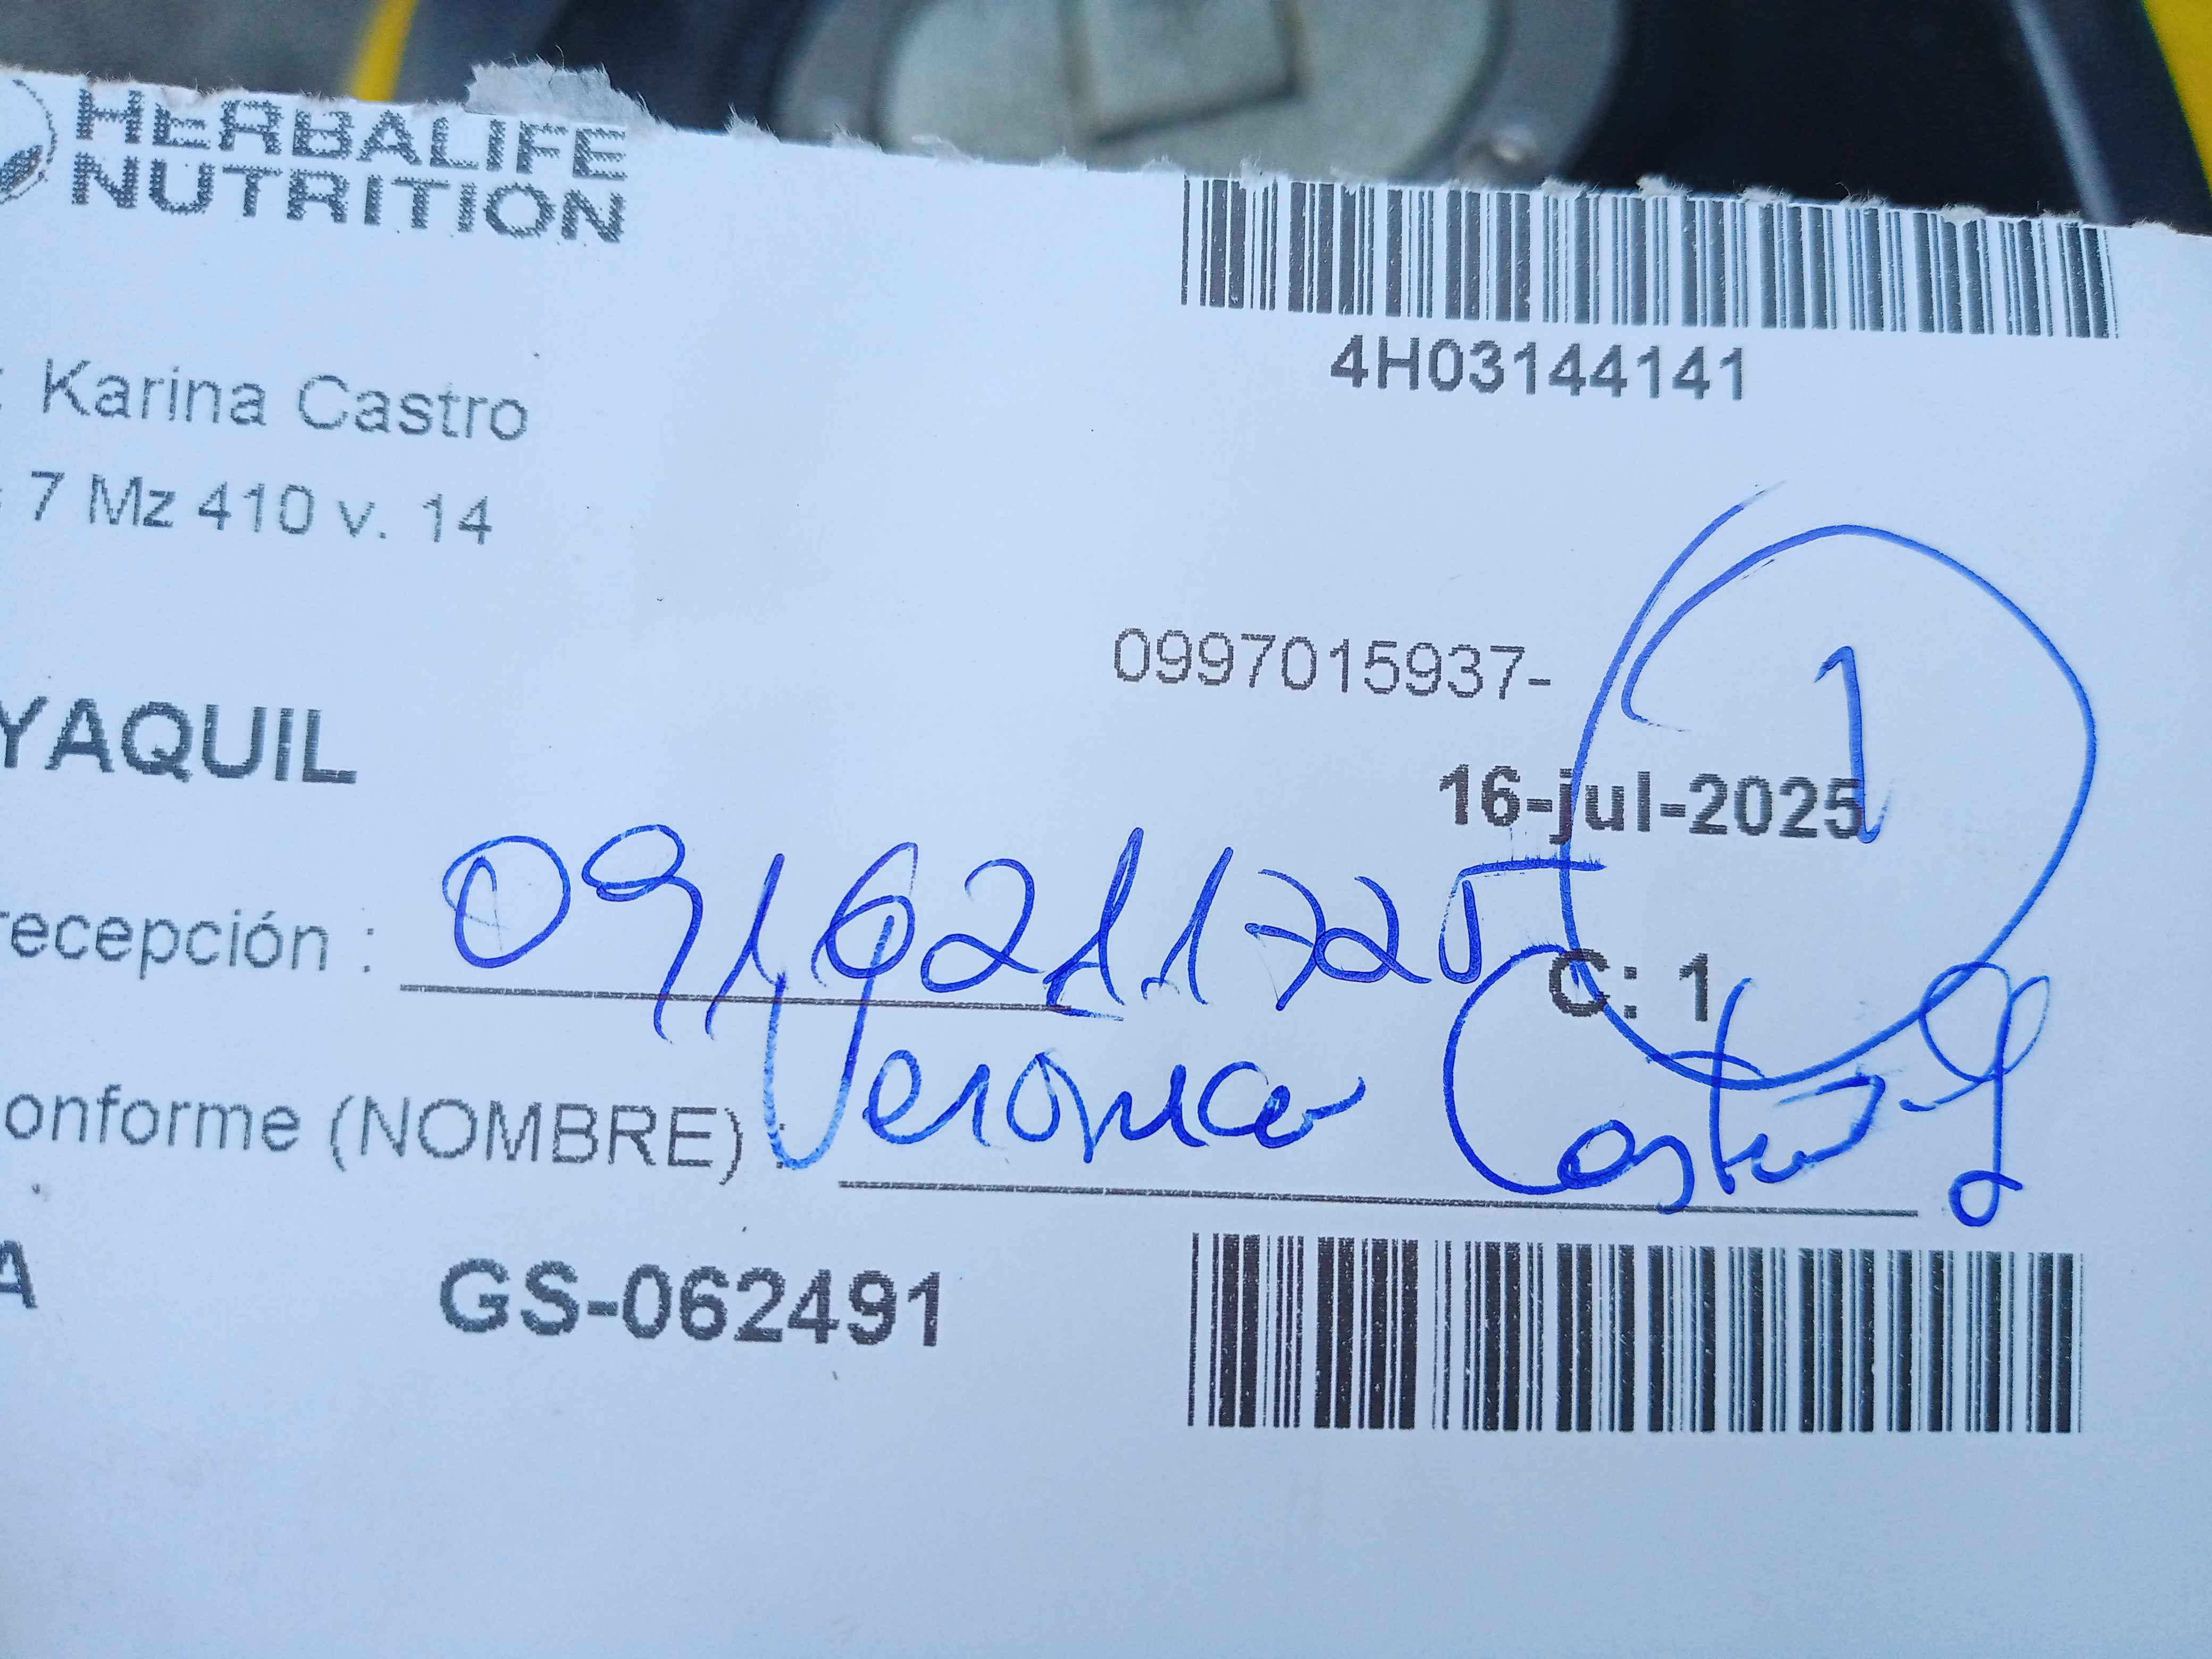 HERBALIFE
NUTRITION
4H03144141
: Karina Castro
7 Mz 410 v. 14
0997015937-
1
YAQUIL
16-jul-2025
recepción : 0916211725
C: 1
onforme (NOMBRE) : Veronica Castro
A GS-062491